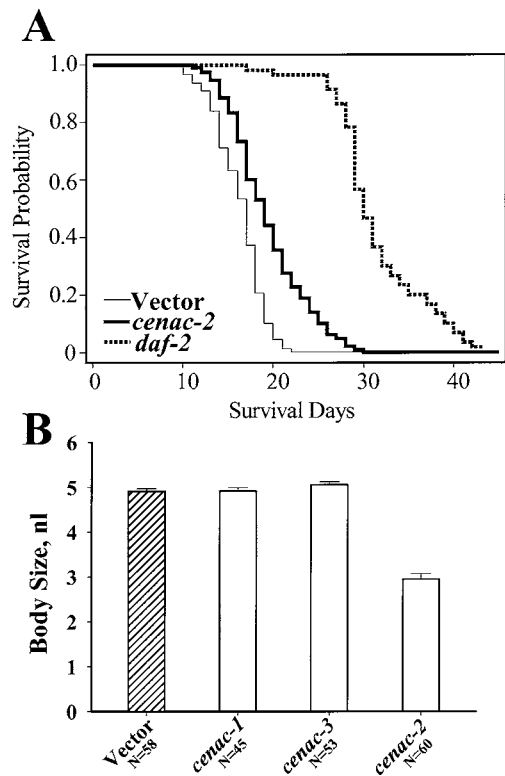 A
Survival Probability
1.0
0.8
0.6
0.4
0.2
0
Vector
cenac-2
daf-2
0 10 20 30 40
Survival Days
B
Body Size, nl
6
5
4
3
2
1
0
Vector
N=58
cenac-1
N=45
cenac-3
N=53
cenac-2
N=60